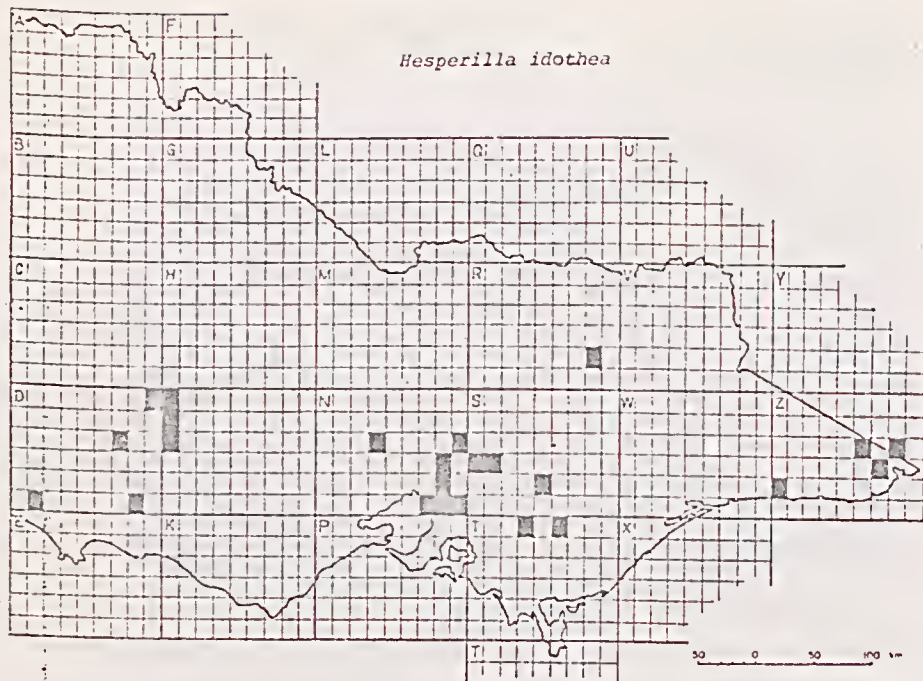 Hesperilla idothea
A F
B G L Q U
C H M R V Y
D N S W Z
E K P T X
T
50 0 50 100 km